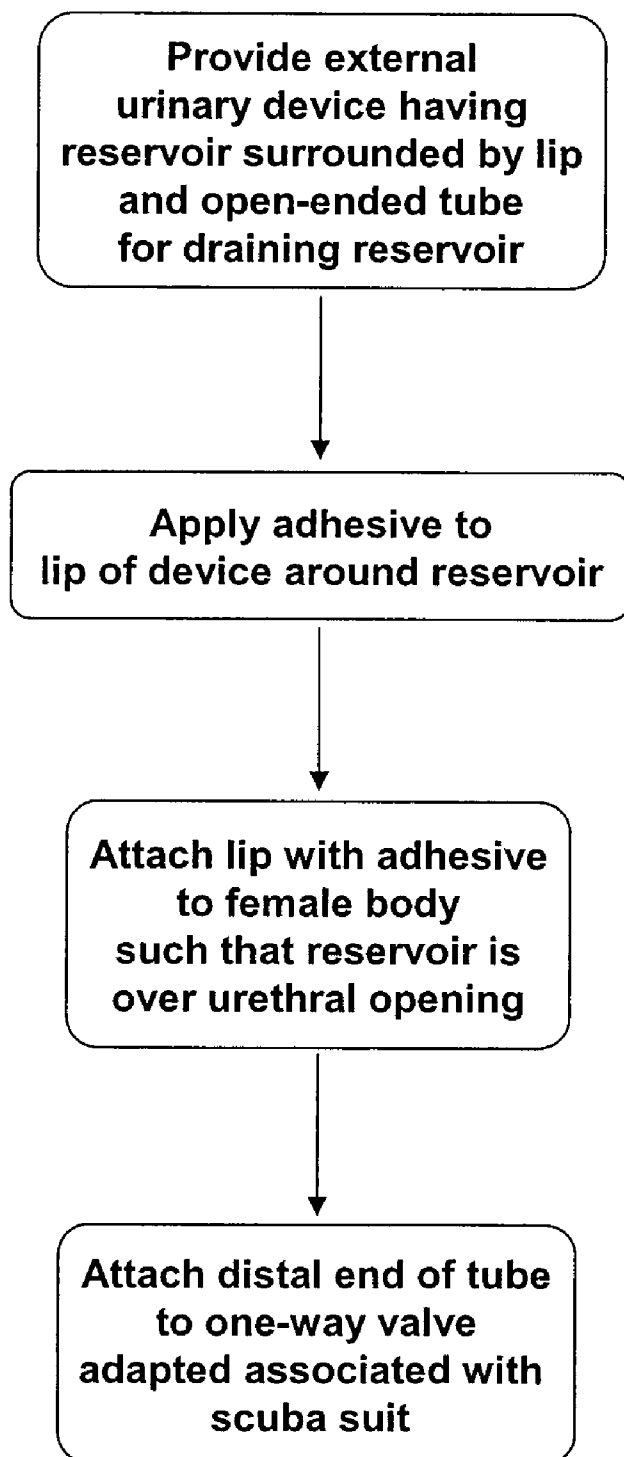 Provide external
urinary device having
reservoir surrounded by lip
and open-ended tube
for draining reservoir
Apply adhesive to
lip of device around reservoir
Attach lip with adhesive
to female body
such that reservoir is
over urethral opening
Attach distal end of tube
to one-way valve
adapted associated with
scuba suit